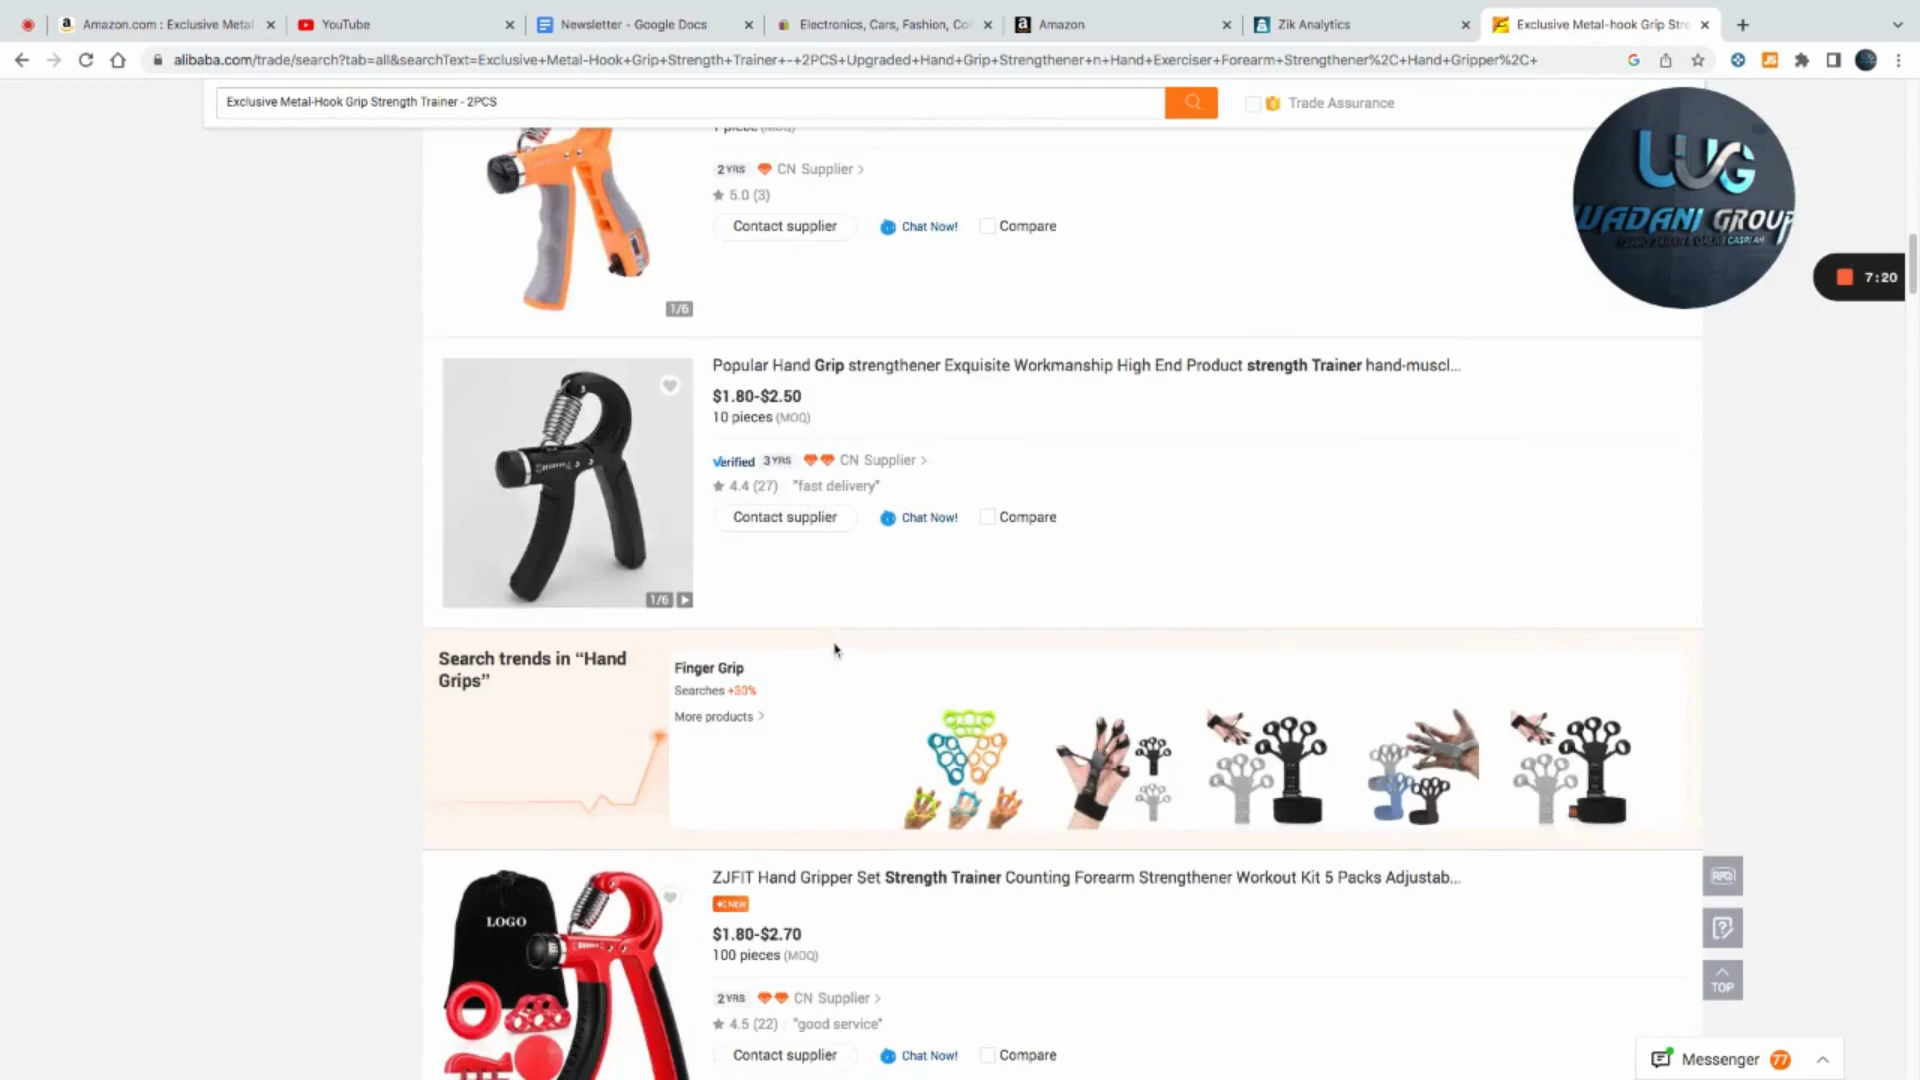 Amazon.com : Exclusive Metal
YouTube
Newsletter - Google Docs
Electronics, Cars, Fashion, Co
Amazon
Zik Analytics
Exclusive Metal-hook Grip Stre
alibaba.com/trade/search?tab=all&searchText=Exclusive+Metal-Hook+Grip+Strength+Trainer+-+2PCS+Upgraded+Hand+Grip+Strengthener+n+Hand+Exerciser+Forearm+Strengthener%2C+Hand+Gripper%2C+
Exclusive Metal-Hook Grip Strength Trainer - 2PCS
Trade Assurance
1 piece (MOQ)
2 YRS CN Supplier >
5.0 (3)
Contact supplier Chat Now! Compare
1/6
WADANI GROUP
7:20
Popular Hand Grip strengthener Exquisite Workmanship High End Product strength Trainer hand-muscl...
$1.80-$2.50
10 pieces (MOQ)
Verified 3 YRS CN Supplier >
4.4 (27) "fast delivery"
Contact supplier Chat Now! Compare
1/6
Search trends in “Hand
Grips”
Finger Grip
Searches +30%
More products >
ZJFIT Hand Gripper Set Strength Trainer Counting Forearm Strengthener Workout Kit 5 Packs Adjustab...
NEW
$1.80-$2.70
100 pieces (MOQ)
2 YRS CN Supplier >
4.5 (22) "good service"
Contact supplier Chat Now! Compare
LOGO
RFQ
TOP
Messenger 77